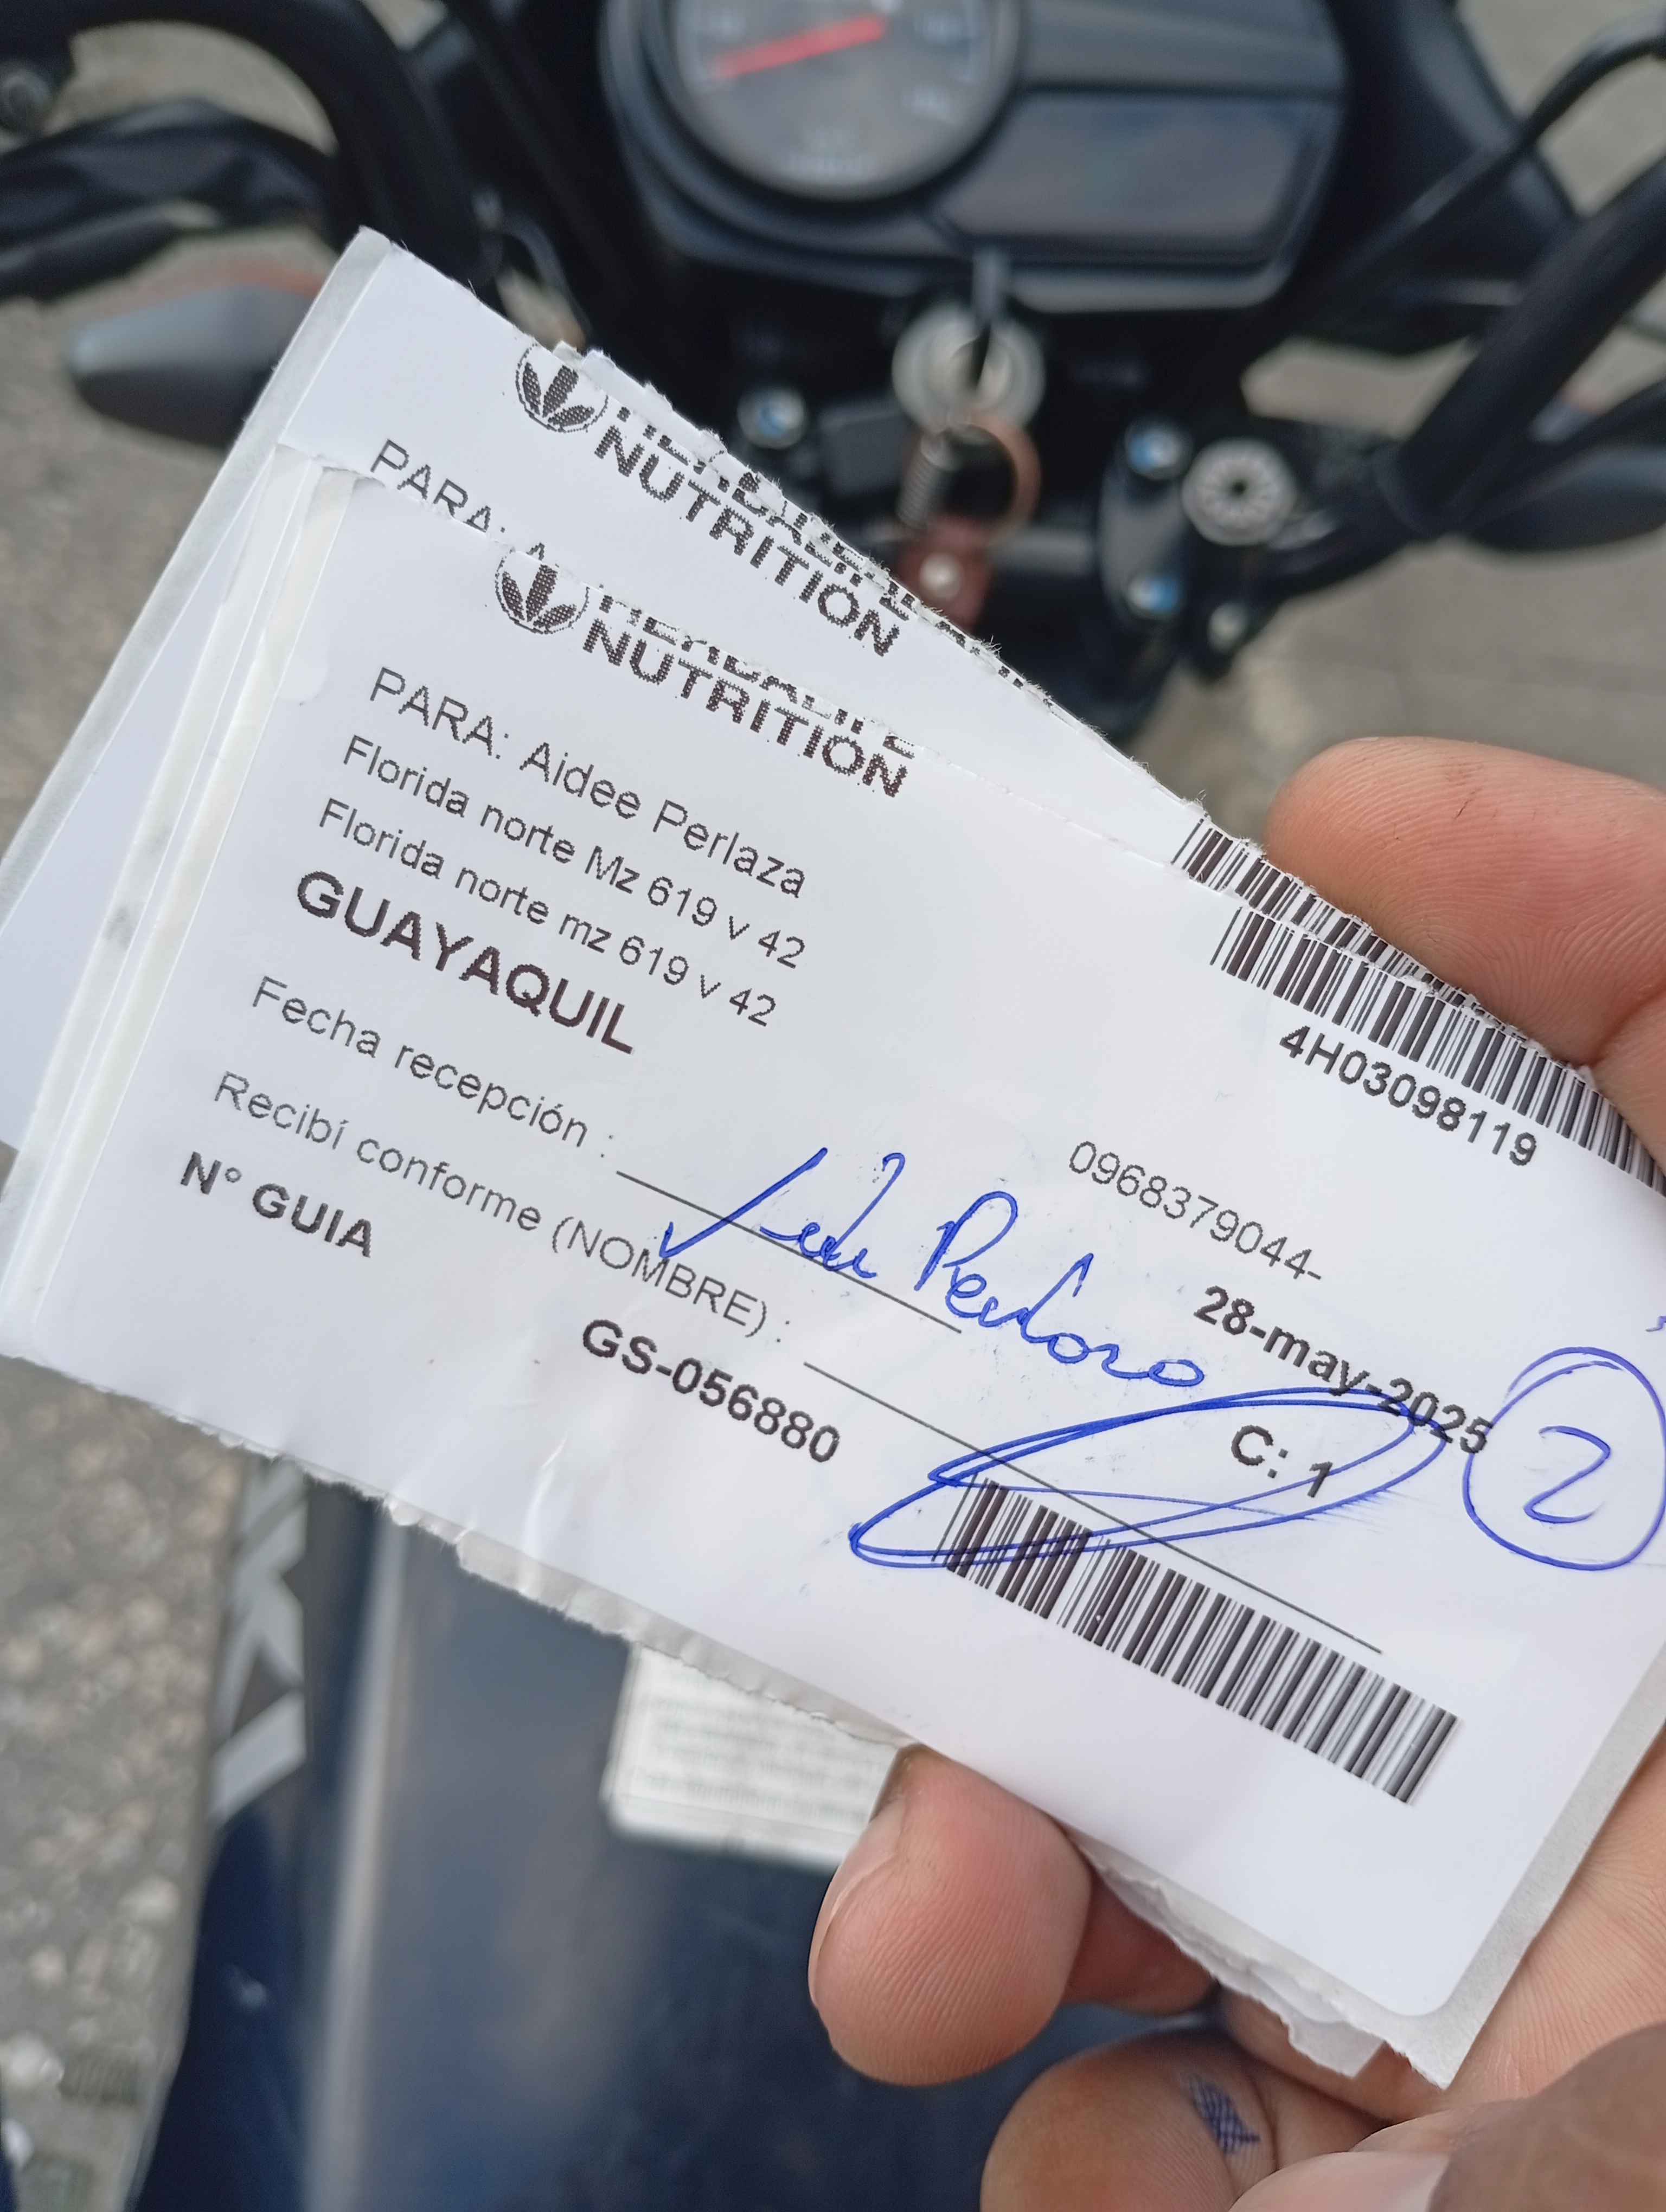 NUTRITION
PARA: A
HERBALIFE
NUTRITION
PARA: Aidee Perlaza
Florida norte Mz 619 v 42
Florida norte mz 619 v 42
GUAYAQUIL
4H03098119
0968379044-
Fecha recepción :
28-may-2025
Recibí conforme (NOMBRE) :
C: 1
2
N° GUIA
GS-056880